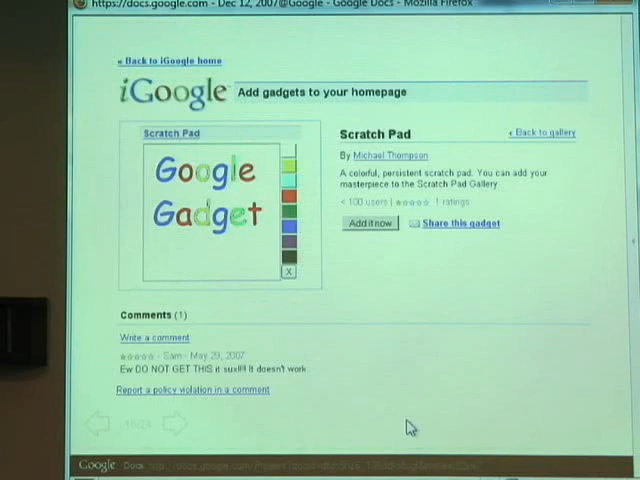 https://docs.google.com - Dec 12, 2007@Google - Google Docs - Mozilla Firefox
« Back to iGoogle home
iGoogle Add gadgets to your homepage
Scratch Pad
Google
Gadget
X
Scratch Pad
‹ Back to gallery
By Michael Thompson
A colorful, persistent scratch pad. You can add your
masterpiece to the Scratch Pad Gallery
< 100 users | ☆☆☆☆☆ 1 ratings
Add it now Share this gadget
Comments (1)
Write a comment
☆☆☆☆☆ - Sam - May 29, 2007
Ew DO NOT GET THIS it sux!!!! It doesn't work
Report a policy violation in a comment
Google Docs